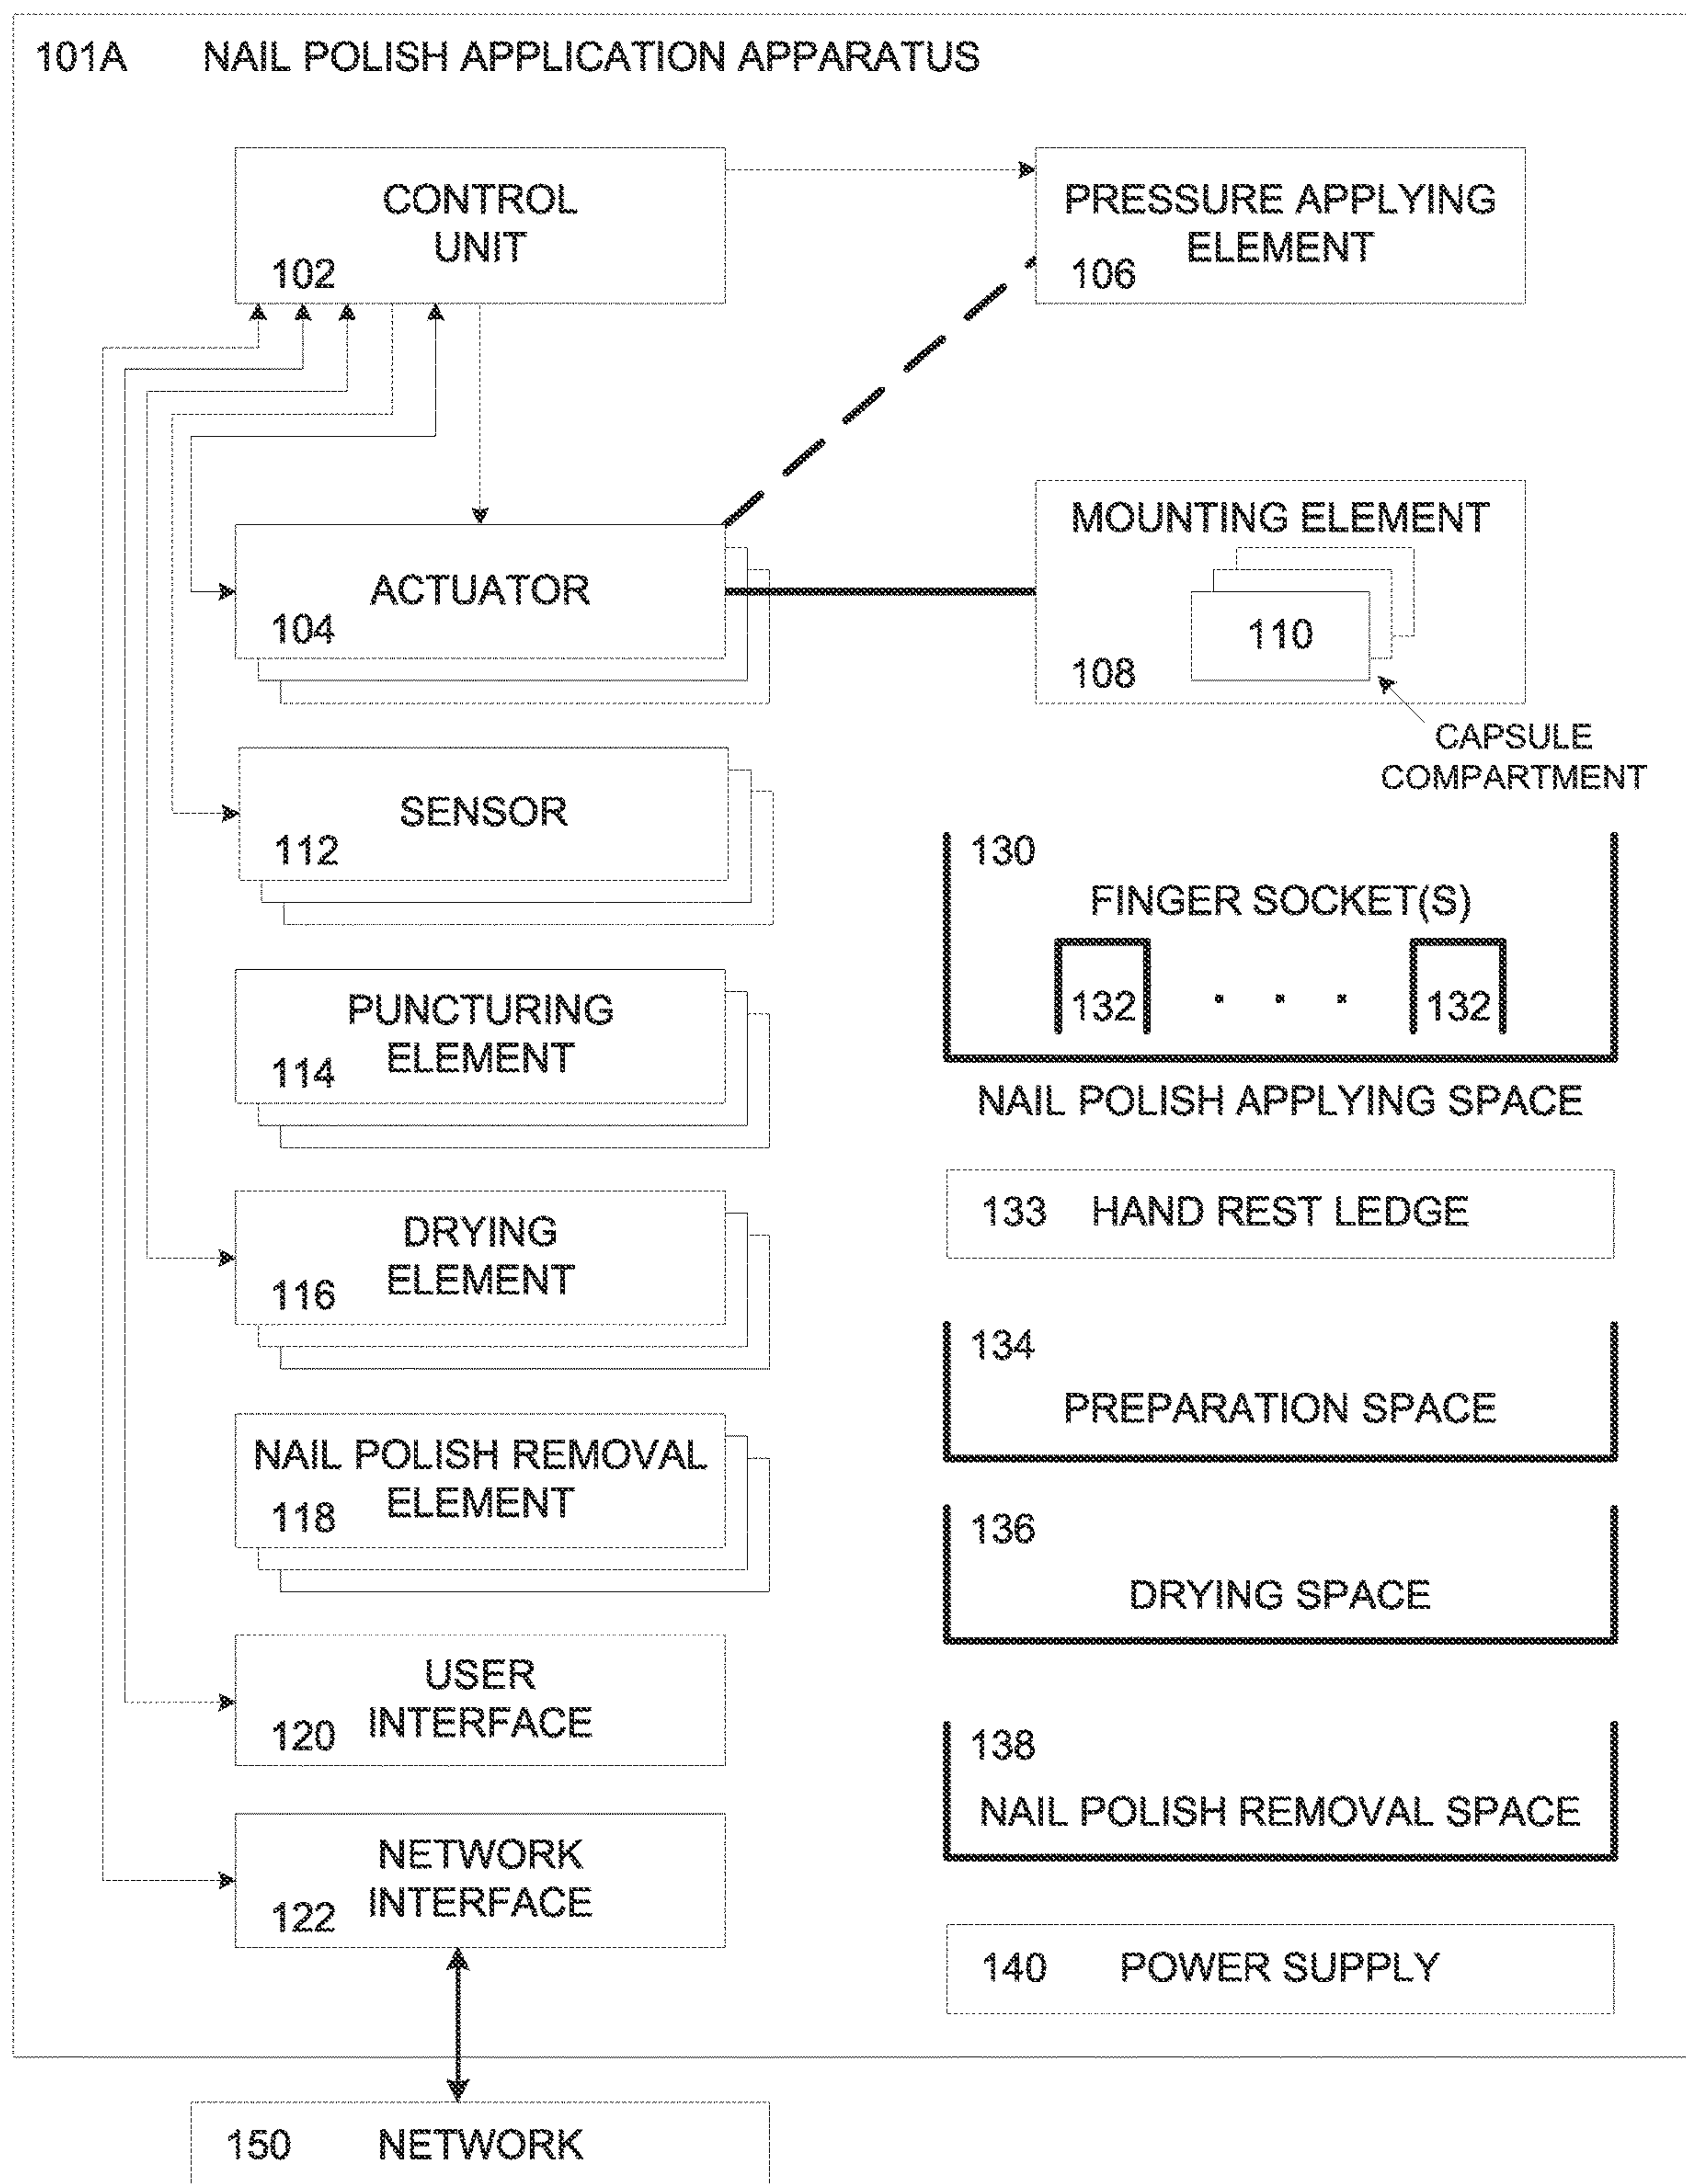 101A NAIL POLISH APPLICATION APPARATUS
CONTROL
UNIT
102
PRESSURE APPLYING
ELEMENT
106
ACTUATOR
104
MOUNTING ELEMENT
110
108
CAPSULE
COMPARTMENT
SENSOR
112
130
FINGER SOCKET(S)
132 . . . 132
NAIL POLISH APPLYING SPACE
PUNCTURING
ELEMENT
114
133 HAND REST LEDGE
DRYING
ELEMENT
116
134
PREPARATION SPACE
NAIL POLISH REMOVAL
ELEMENT
118
136
DRYING SPACE
USER
INTERFACE
120
138
NAIL POLISH REMOVAL SPACE
NETWORK
INTERFACE
122
140 POWER SUPPLY
150 NETWORK